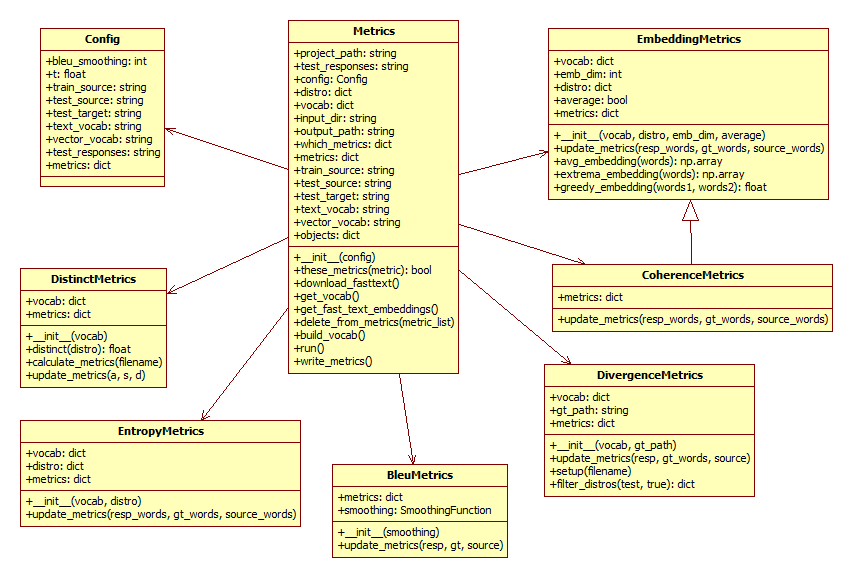 Config
+bleu_smoothing: int
+t: float
+train_source: string
+test_source: string
+test_target: string
+text_vocab: string
+vector_vocab: string
+test_responses: string
+metrics: dict
Metrics
+project_path: string
+test_responses: string
+config: Config
+distro: dict
+vocab: dict
+input_dir: string
+output_path: string
+which_metrics: dict
+metrics: dict
+train_source: string
+test_source: string
+test_target: string
+text_vocab: string
+vector_vocab: string
+objects: dict
+__init__(config)
+these_metrics(metric): bool
+download_fasttext()
+get_vocab()
+get_fast_text_embeddings()
+delete_from_metrics(metric_list)
+build_vocab()
+run()
+write_metrics()
EmbeddingMetrics
+vocab: dict
+emb_dim: int
+distro: dict
+average: bool
+metrics: dict
+__init__(vocab, distro, emb_dim, average)
+update_metrics(resp_words, gt_words, source_words)
+avg_embedding(words): np.array
+extrema_embedding(words): np.array
+greedy_embedding(words1, words2): float
DistinctMetrics
+vocab: dict
+metrics: dict
+__init__(vocab)
+distinct(distro): float
+calculate_metrics(filename)
+update_metrics(a, s, d)
CoherenceMetrics
+metrics: dict
+update_metrics(resp_words, gt_words, source_words)
DivergenceMetrics
+vocab: dict
+gt_path: string
+metrics: dict
+__init__(vocab, gt_path)
+update_metrics(resp, gt_words, source)
+setup(filename)
+filter_distros(test, true): dict
EntropyMetrics
+vocab: dict
+distro: dict
+metrics: dict
+__init__(vocab, distro)
+update_metrics(resp_words, gt_words, source_words)
BleuMetrics
+metrics: dict
+smoothing: SmoothingFunction
+__init__(smoothing)
+update_metrics(resp, gt, source)